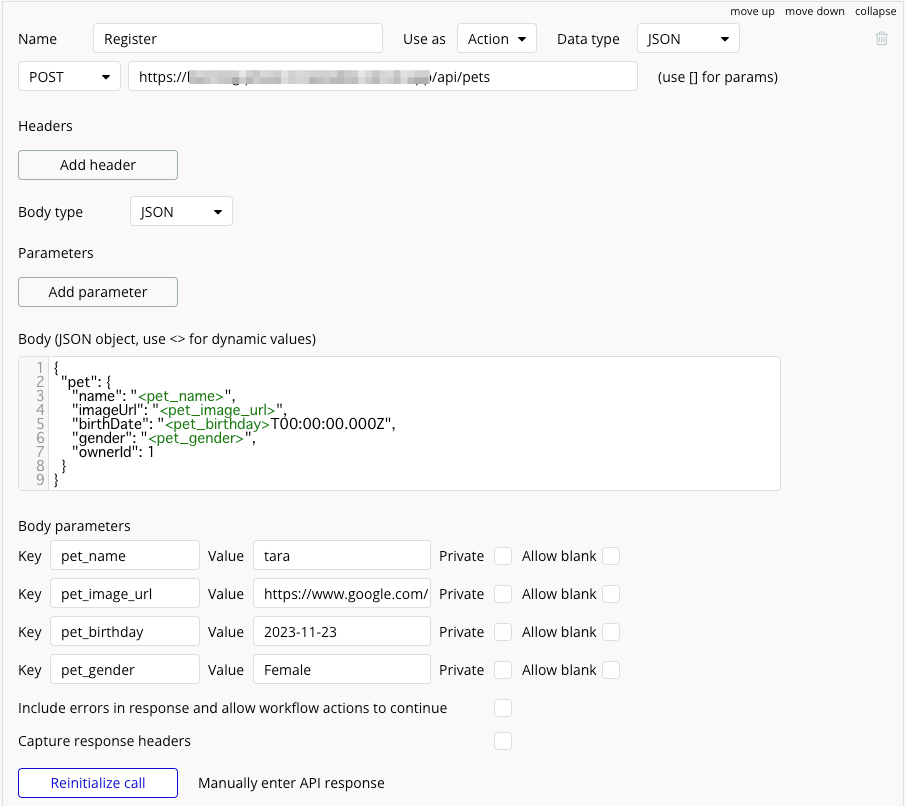 move up move down collapse
Name Register Use as Action Data type JSON
POST https:// /api/pets (use [] for params)
Headers
Add header
Body type JSON
Parameters
Add parameter
Body (JSON object, use <> for dynamic values)
1 {
2 "pet": {
3 "name": "<pet_name>",
4 "imageUrl": "<pet_image_url>",
5 "birthDate": "<pet_birthday>T00:00:00.000Z",
6 "gender": "<pet_gender>",
7 "ownerId": 1
8 }
9 }
Body parameters
Key pet_name Value tara Private Allow blank
Key pet_image_url Value https://www.google.com/ Private Allow blank
Key pet_birthday Value 2023-11-23 Private Allow blank
Key pet_gender Value Female Private Allow blank
Include errors in response and allow workflow actions to continue
Capture response headers
Reinitialize call Manually enter API response